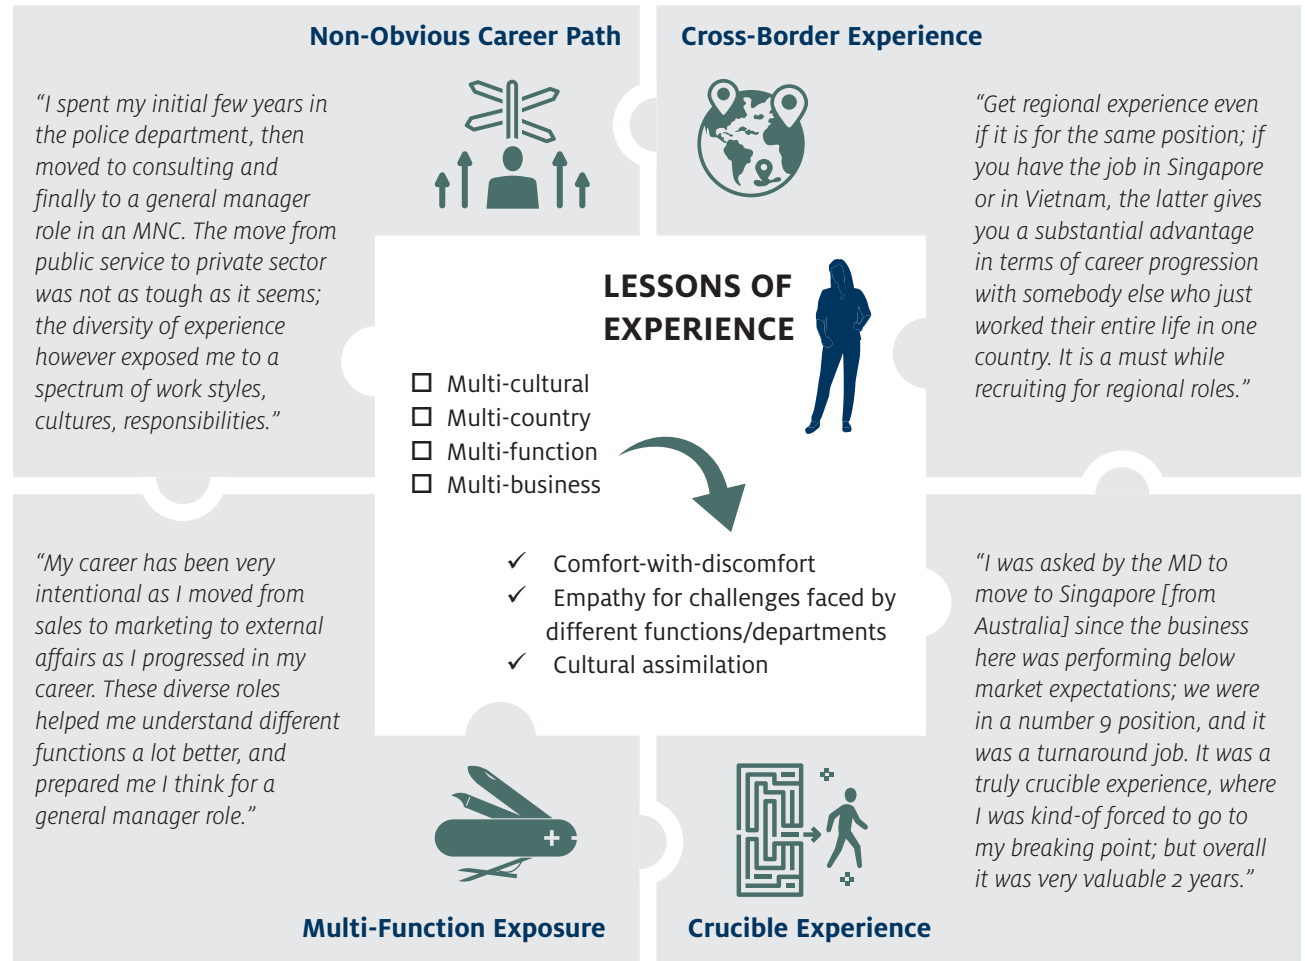 Non-Obvious Career Path
“I spent my initial few years in
the police department, then
moved to consulting and
finally to a general manager
role in an MNC. The move from
public service to private sector
was not as tough as it seems;
the diversity of experience
however exposed me to a
spectrum of work styles,
cultures, responsibilities.”
Cross-Border Experience
“Get regional experience even
if it is for the same position; if
you have the job in Singapore
or in Vietnam, the latter gives
you a substantial advantage
in terms of career progression
with somebody else who just
worked their entire life in one
country. It is a must while
recruiting for regional roles.”
LESSONS OF
EXPERIENCE
Multi-cultural
Multi-country
Multi-function
Multi-business
Comfort-with-discomfort
Empathy for challenges faced by
different functions/departments
Cultural assimilation
“My career has been very
intentional as I moved from
sales to marketing to external
affairs as I progressed in my
career. These diverse roles
helped me understand different
functions a lot better, and
prepared me I think for a
general manager role.”
Multi-Function Exposure
“I was asked by the MD to
move to Singapore [from
Australia] since the business
here was performing below
market expectations; we were
in a number 9 position, and it
was a turnaround job. It was a
truly crucible experience, where
I was kind-of forced to go to
my breaking point; but overall
it was very valuable 2 years.”
Crucible Experience